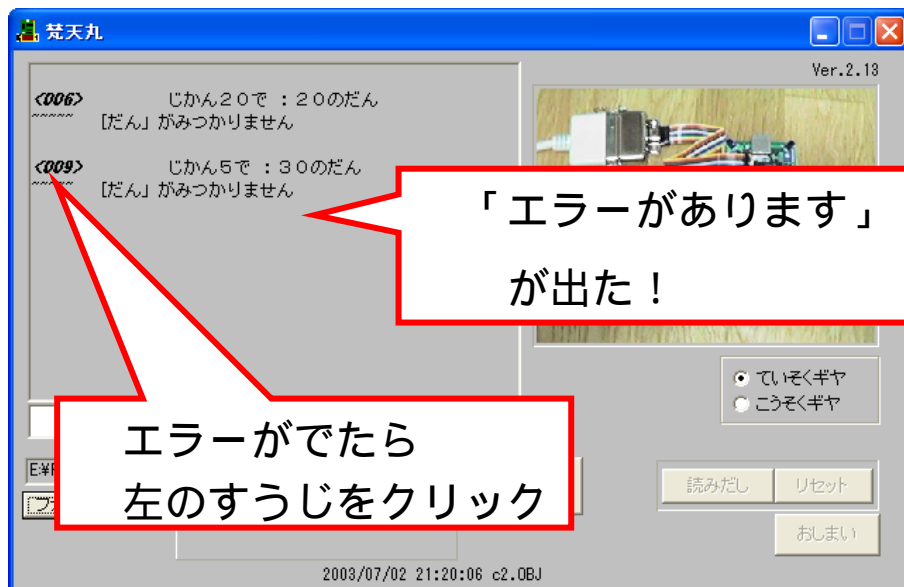 梵天丸
Ver.2.13
<006> じかん20で :20のだん
~~~~~ [だん」がみつかりません
<009> じかん5で :30のだん
~~~~~ [だん」がみつかりません
「エラーがあります」
が出た!
ていそくギヤ
こうそくギヤ
エラーがでたら
左のすうじをクリック
E:¥
読みだし リセット
おしまい
2003/07/02 21:20:06 c2.OBJ